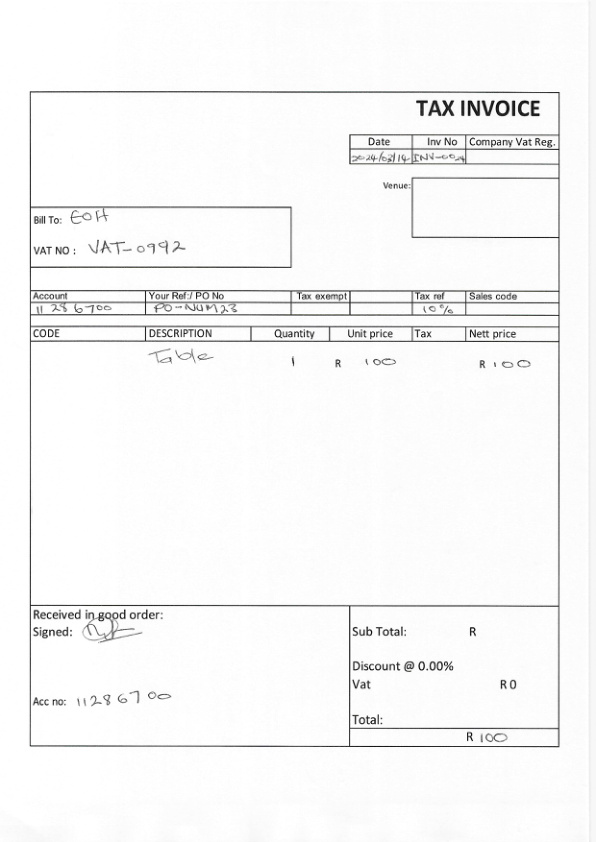 TAX INVOICE
Date Inv No Company Vat Reg.
2024/03/14 INV-0024
Venue:
Bill To: EOH
VAT NO : VAT-0992
Account Your Ref:/ PO No Tax exempt Tax ref Sales code
11286700 PO-NUM23 10%
CODE DESCRIPTION Quantity Unit price Tax Nett price
Table 1 R 100 R 100
Received in good order:
Signed:
Sub Total: R
Discount @ 0.00%
Vat R 0
Acc no: 11286700
Total:
R 100